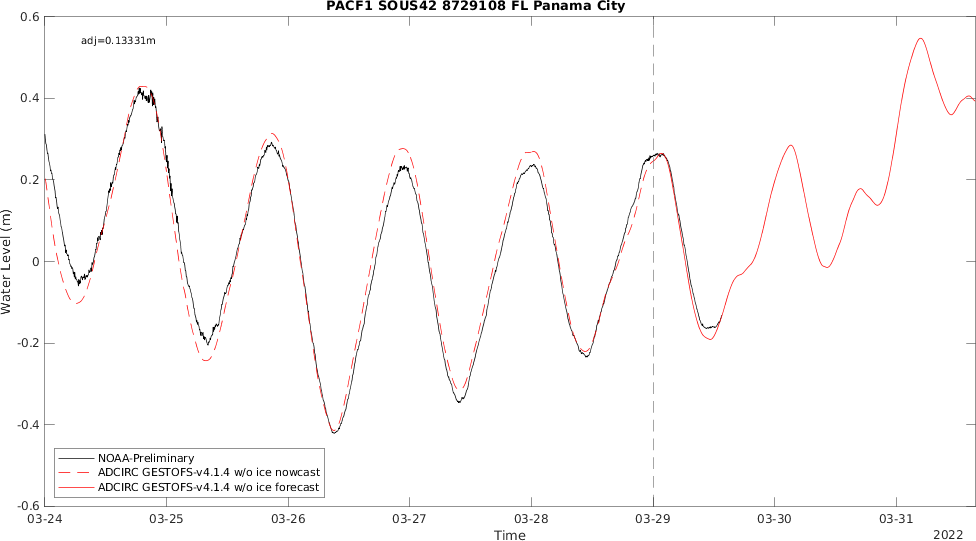 PACF1 SOUS42 8729108 FL Panama City
0.6
adj=0.13331m
0.4
0.2
0
Water Level (m)
-0.2
-0.4
-0.6
NOAA-Preliminary
ADCIRC GESTOFS-v4.1.4 w/o ice nowcast
ADCIRC GESTOFS-v4.1.4 w/o ice forecast
03-24 03-25 03-26 03-27 03-28 03-29 03-30 03-31
Time
2022